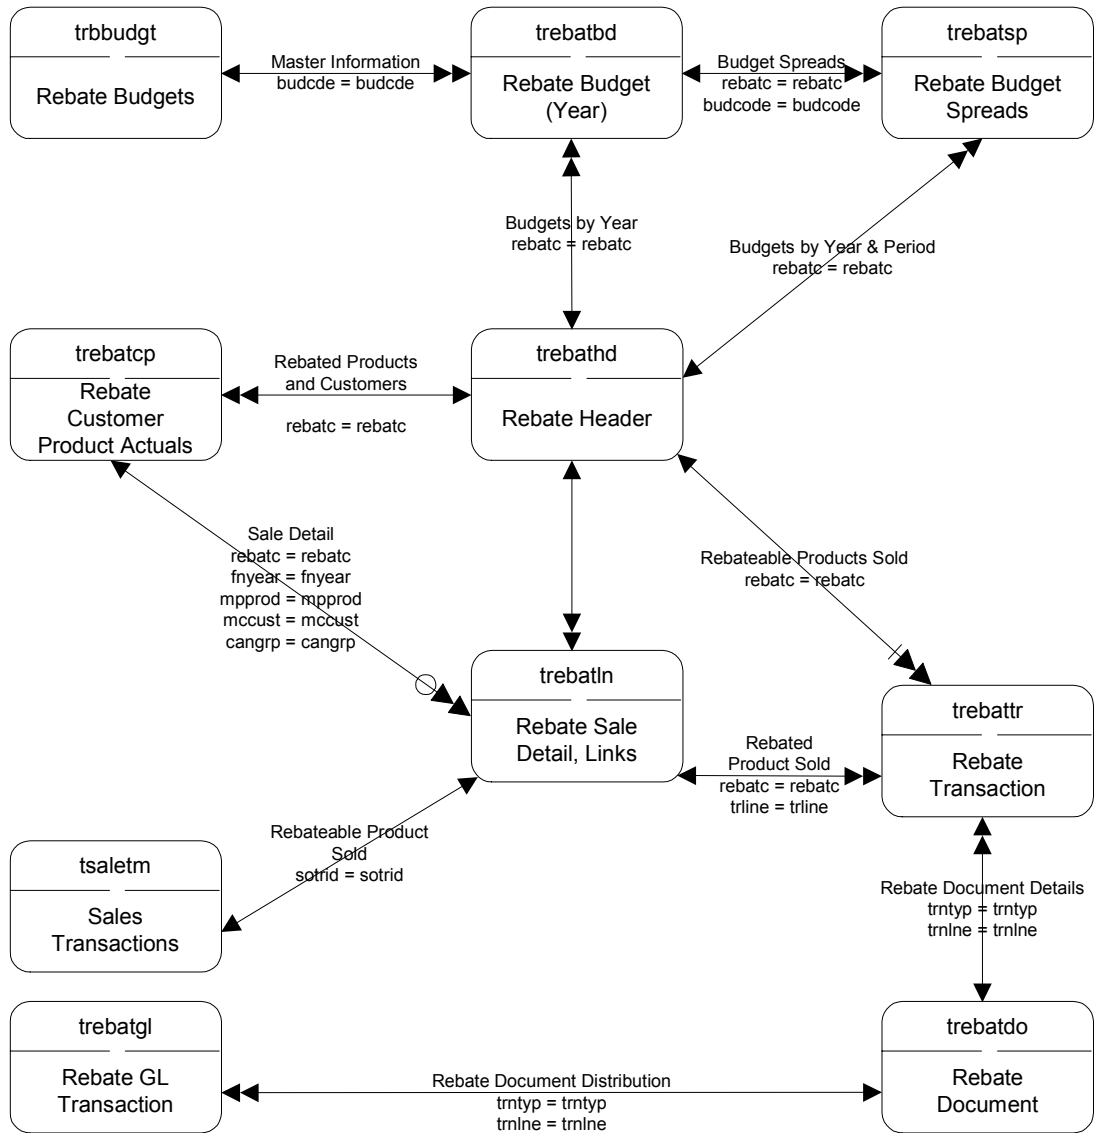 trbbudgt
Rebate Budgets
Master Information
budcde = budcde
trebatbd
Rebate Budget
(Year)
Budget Spreads
rebatc = rebatc
budcode = budcode
trebatsp
Rebate Budget
Spreads
Budgets by Year
rebatc = rebatc
Budgets by Year & Period
rebatc = rebatc
trebatcp
Rebate
Customer
Product Actuals
Rebated Products
and Customers
rebatc = rebatc
trebathd
Rebate Header
Sale Detail
rebatc = rebatc
fnyear = fnyear
mpprod = mpprod
mccust = mccust
cangrp = cangrp
Rebateable Products Sold
rebatc = rebatc
trebatln
Rebate Sale
Detail, Links
Rebated
Product Sold
rebatc = rebatc
trline = trline
trebattr
Rebate
Transaction
Rebateable Product
Sold
sotrid = sotrid
tsaletm
Sales
Transactions
Rebate Document Details
trntyp = trntyp
trnlne = trnlne
trebatgl
Rebate GL
Transaction
Rebate Document Distribution
trntyp = trntyp
trnlne = trnlne
trebatdo
Rebate
Document